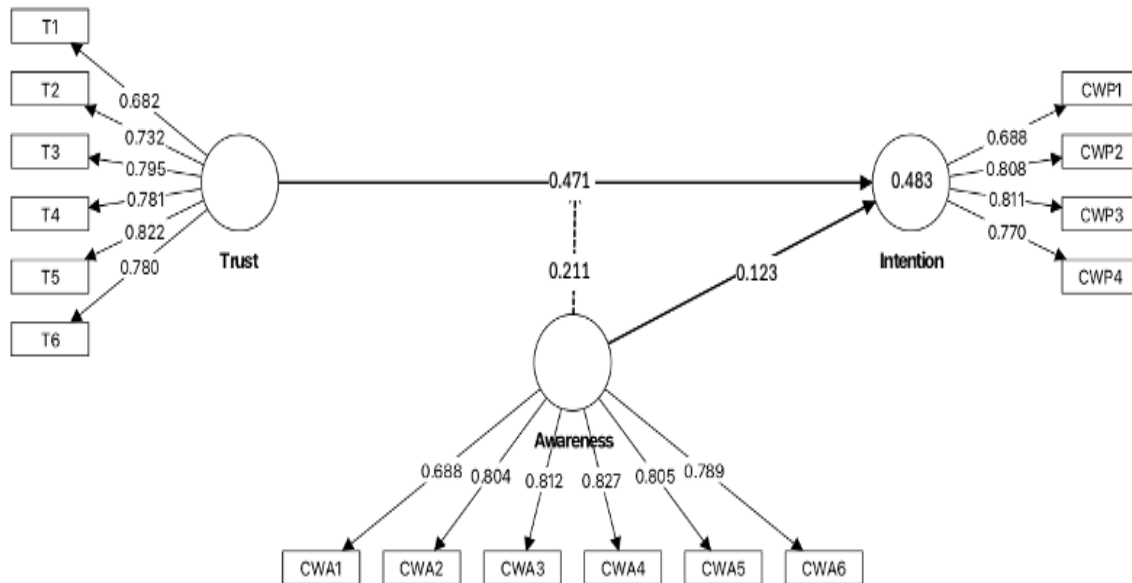 T1
T2
T3
T4
T5
T6
0.682
0.732
0.795
0.781
0.822
0.780
Trust
0.471
0.211
0.123
0.483
Intention
0.688
0.808
0.811
0.770
CWP1
CWP2
CWP3
CWP4
Awareness
0.688
0.804
0.812
0.827
0.805
0.789
CWA1
CWA2
CWA3
CWA4
CWA5
CWA6